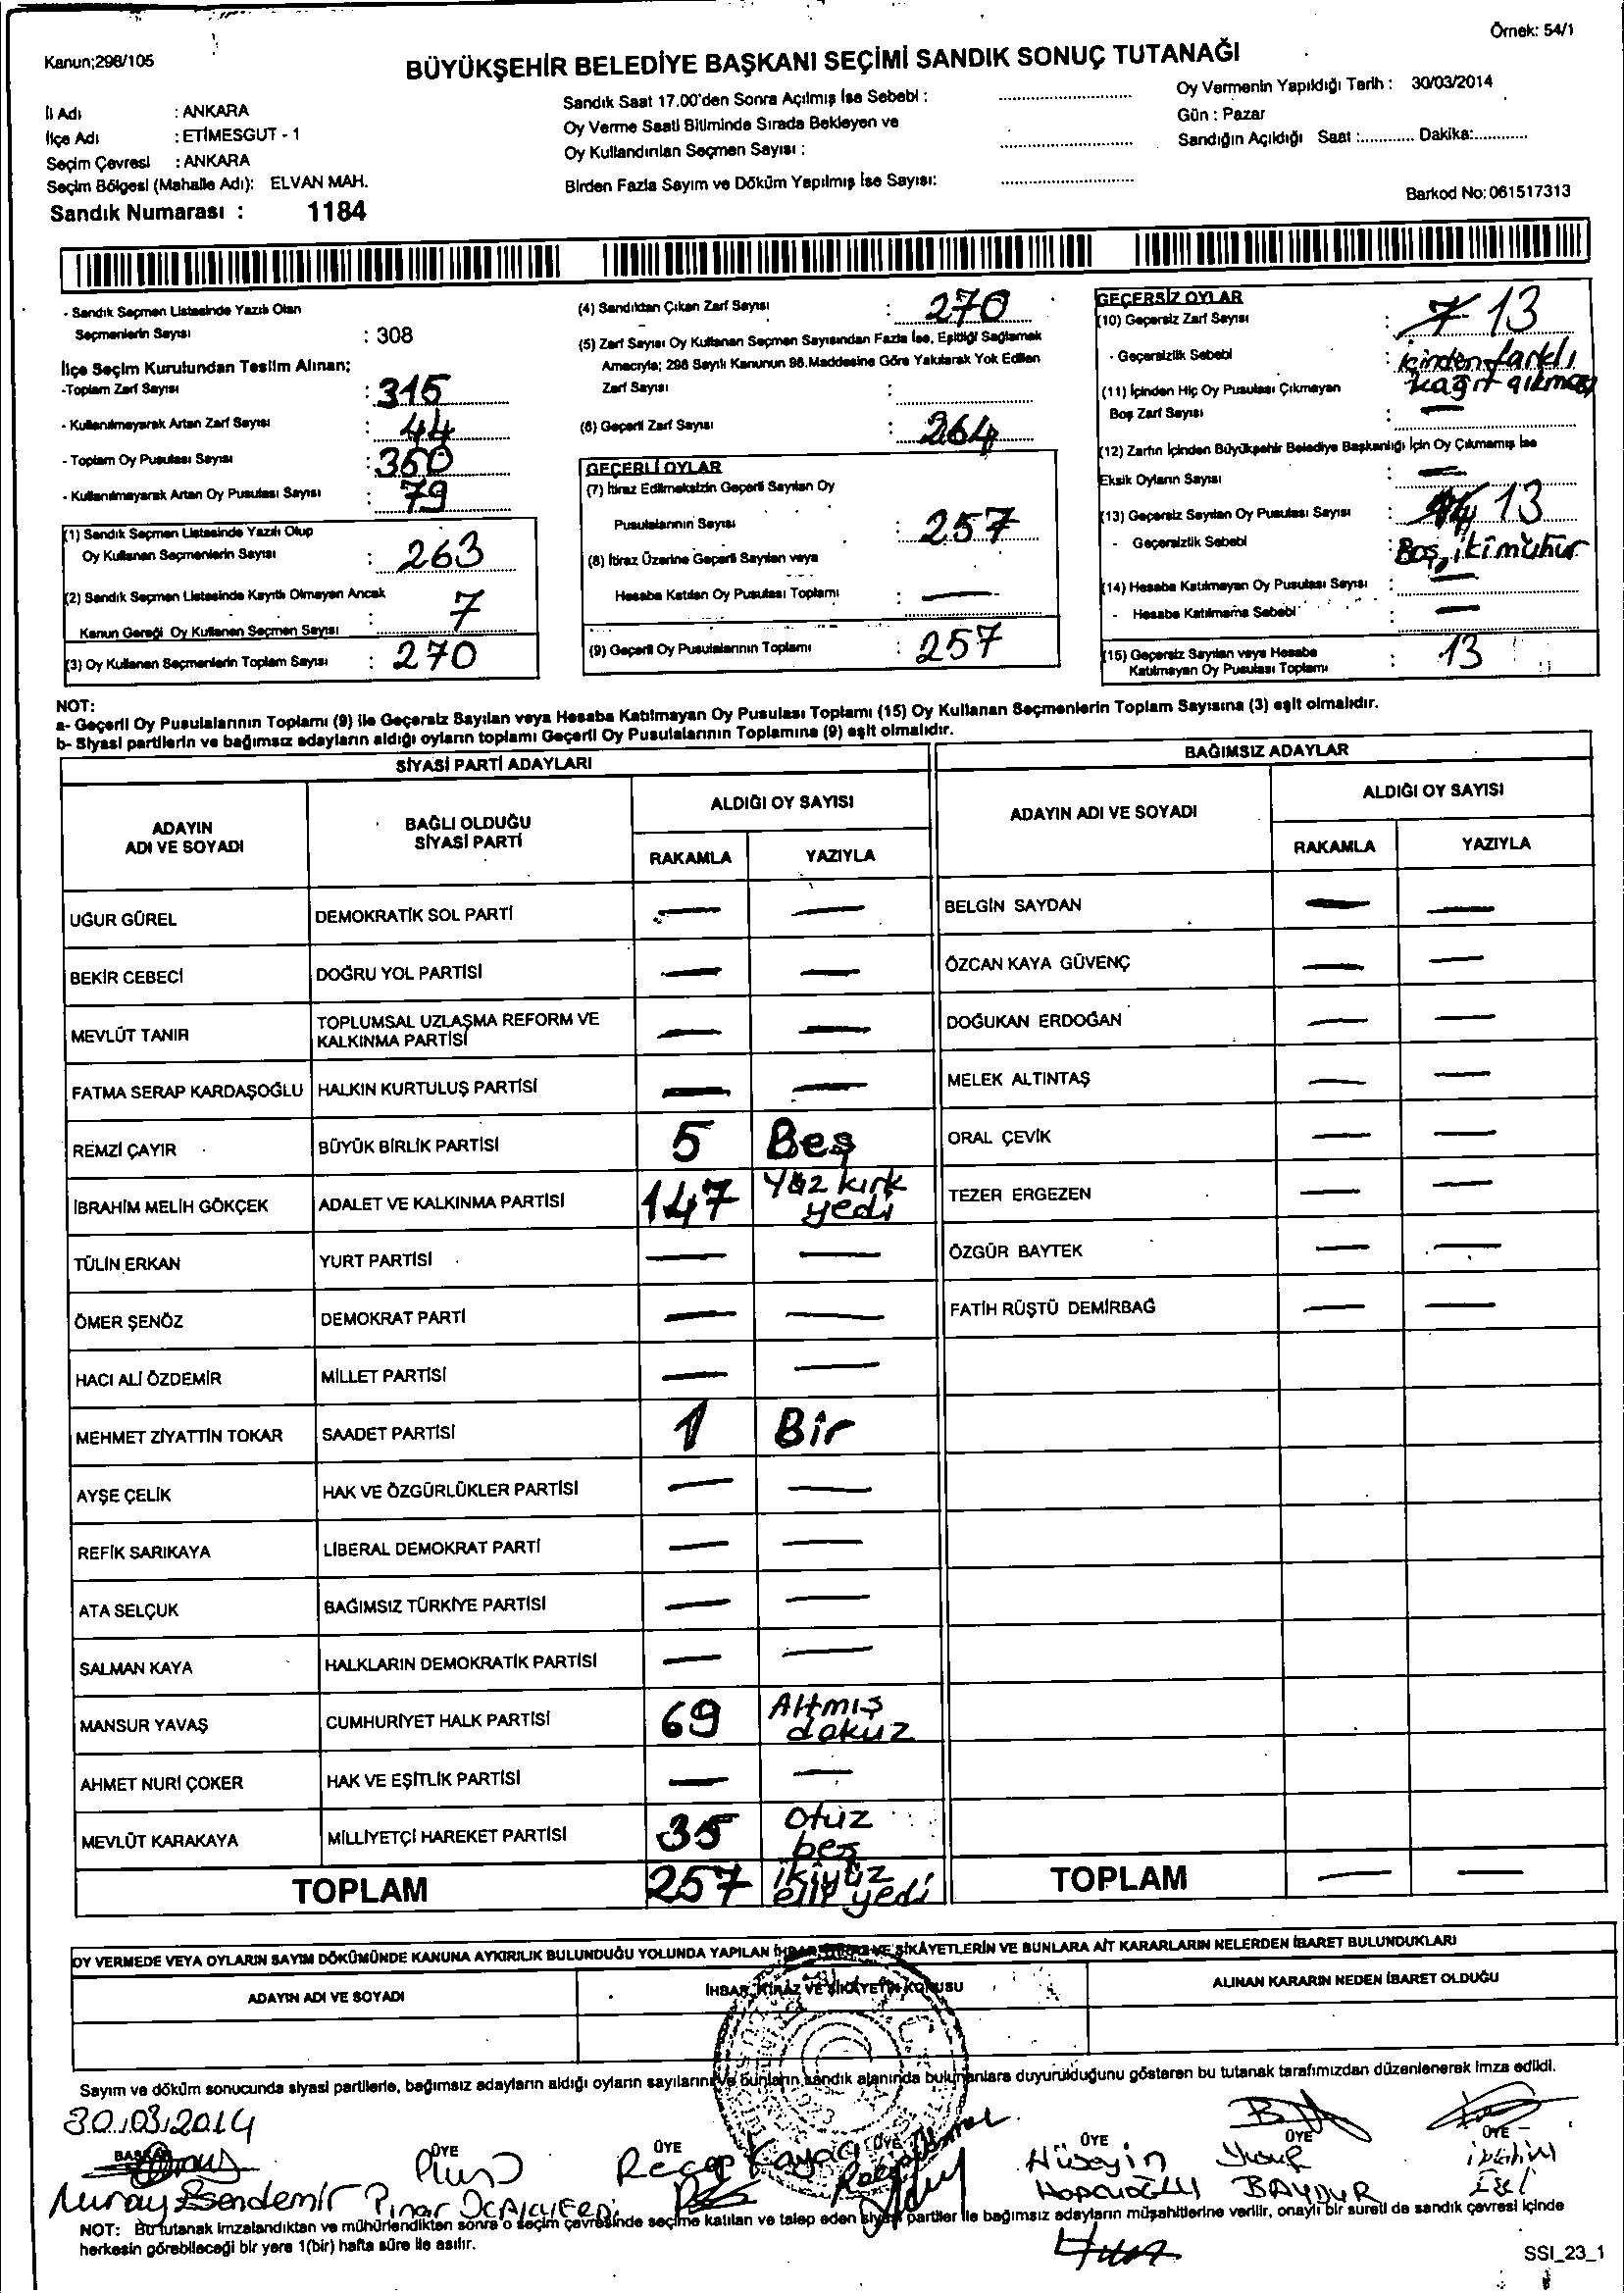 Örnek: 54/1
Kanun;298/105
BÜYÜKŞEHİR BELEDİYE BAŞKANI SEÇİMİ SANDIK SONUÇ TUTANAĞI
İl Adı : ANKARA
İlçe Adı : ETİMESGUT - 1
Seçim Çevresi : ANKARA
Seçim Bölgesi (Mahalle Adı): ELVAN MAH.
Sandık Numarası : 1184
Sandık Saat 17.00'den Sonra Açılmış İse Sebebi :
Oy Verme Saati Bitiminde Sırada Bekleyen ve
Oy Kullandırılan Seçmen Sayısı :
Birden Fazla Sayım ve Döküm Yapılmış İse Sayısı:
Oy Vermenin Yapıldığı Tarih : 30/03/2014
Gün : Pazar
Sandığın Açıldığı Saat :............ Dakika:............
Barkod No: 061517313
- Sandık Seçmen Listesinde Yazılı Olan
Seçmenlerin Sayısı : 308
İlçe Seçim Kurulundan Teslim Alınan;
-Toplam Zarf Sayısı : 315
- Kullanılmayarak Artan Zarf Sayısı : 44
- Toplam Oy Pusulası Sayısı : 350
- Kullanılmayarak Artan Oy Pusulası Sayısı : 79
(1) Sandık Seçmen Listesinde Yazılı Olup
Oy Kullanan Seçmenlerin Sayısı : 263
(2) Sandık Seçmen Listesinde Kayıtlı Olmayan Ancak
Kanun Gereği Oy Kullanan Seçmen Sayısı : 7
(3) Oy Kullanan Seçmenlerin Toplam Sayısı : 270
(4) Sandıktan Çıkan Zarf Sayısı : 270
(5) Zarf Sayısı Oy Kullanan Seçmen Sayısından Fazla İse, Eşitliği Sağlamak
Amacıyla; 298 Sayılı Kanunun 98.Maddesine Göre Yakılarak Yok Edilen
Zarf Sayısı :
(6) Geçerli Zarf Sayısı : 264
GEÇERLİ OYLAR
(7) İtiraz Edilmeksizin Geçerli Sayılan Oy
Pusulalarının Sayısı : 257
(8) İtiraz Üzerine Geçerli Sayılan veya
Hesaba Katılan Oy Pusulası Toplamı : —
(9) Geçerli Oy Pusulalarının Toplamı : 257
GEÇERSİZ OYLAR
(10) Geçersiz Zarf Sayısı : 7 13
- Geçersizlik Sebebi : içinden farklı
kağıt çıkması
(11) İçinden Hiç Oy Pusulası Çıkmayan
Boş Zarf Sayısı : —
(12) Zarfın İçinden Büyükşehir Belediye Başkanlığı İçin Oy Çıkmamış İse
Eksik Oyların Sayısı : —
(13) Geçersiz Sayılan Oy Pusulası Sayısı : 13
- Geçersizlik Sebebi : Boş, iki mühür
(14) Hesaba Katılmayan Oy Pusulası Sayısı : —
- Hesaba Katılmama Sebebi : —
(15) Geçersiz Sayılan veya Hesaba
Katılmayan Oy Pusulası Toplamı : 13
NOT:
a- Geçerli Oy Pusulalarının Toplamı (9) ile Geçersiz Sayılan veya Hesaba Katılmayan Oy Pusulası Toplamı (15) Oy Kullanan Seçmenlerin Toplam Sayısına (3) eşit olmalıdır.
b- Siyasi partilerin ve bağımsız adayların aldığı oyların toplamı Geçerli Oy Pusulalarının Toplamına (9) eşit olmalıdır.
SİYASİ PARTİ ADAYLARI
ADAYIN ADI VE SOYADI
BAĞLI OLDUĞU SİYASİ PARTİ
ALDIĞI OY SAYISI
RAKAMLA YAZIYLA
UĞUR GÜREL DEMOKRATİK SOL PARTİ — —
BEKİR CEBECİ DOĞRU YOL PARTİSİ — —
MEVLÜT TANIR TOPLUMSAL UZLAŞMA REFORM VE KALKINMA PARTİSİ — —
FATMA SERAP KARDAŞOĞLU HALKIN KURTULUŞ PARTİSİ — —
REMZİ ÇAYIR BÜYÜK BİRLİK PARTİSİ 5 Beş
İBRAHİM MELİH GÖKÇEK ADALET VE KALKINMA PARTİSİ 147 Yüz kırk yedi
TÜLİN ERKAN YURT PARTİSİ — —
ÖMER ŞENÖZ DEMOKRAT PARTİ — —
HACI ALİ ÖZDEMİR MİLLET PARTİSİ — —
MEHMET ZİYATTİN TOKAR SAADET PARTİSİ 1 Bir
AYŞE ÇELİK HAK VE ÖZGÜRLÜKLER PARTİSİ — —
REFİK SARIKAYA LİBERAL DEMOKRAT PARTİ — —
ATA SELÇUK BAĞIMSIZ TÜRKİYE PARTİSİ — —
SALMAN KAYA HALKLARIN DEMOKRATİK PARTİSİ — —
MANSUR YAVAŞ CUMHURİYET HALK PARTİSİ 69 Altmış dokuz
AHMET NURİ ÇOKER HAK VE EŞİTLİK PARTİSİ — —
MEVLÜT KARAKAYA MİLLİYETÇİ HAREKET PARTİSİ 35 Otuz beş
TOPLAM 257 ikiyüz elli yedi
BAĞIMSIZ ADAYLAR
ADAYIN ADI VE SOYADI
ALDIĞI OY SAYISI
RAKAMLA YAZIYLA
BELGİN SAYDAN — —
ÖZCAN KAYA GÜVENÇ — —
DOĞUKAN ERDOĞAN — —
MELEK ALTINTAŞ — —
ORAL ÇEVİK — —
TEZER ERGEZEN — —
ÖZGÜR BAYTEK — —
FATİH RÜŞTÜ DEMİRBAĞ — —
TOPLAM — —
OY VERMEDE VEYA OYLARIN SAYIM DÖKÜMÜNDE KANUNA AYKIRILIK BULUNDUĞU YOLUNDA YAPILAN İHBAR, İTİRAZ VE ŞİKÂYETLERİN VE BUNLARA AİT KARARLARIN NELERDEN İBARET BULUNDUKLARI
ADAYIN ADI VE SOYADI
İHBAR, İTİRAZ VE ŞİKÂYETİN KONUSU
ALINAN KARARIN NEDEN İBARET OLDUĞU
Sayım ve döküm sonucunda siyasi partilerle, bağımsız adayların aldığı oyların sayılarını ve bunların sandık alanında bulunanlara duyurulduğunu gösteren bu tutanak tarafımızdan düzenlenerek imza edildi.
30.03.2014
BAŞKAN ÜYE ÜYE ÜYE ÜYE ÜYE ÜYE
Nuray Esendemir Pınar Recep Kaya Hüseyin Yusuf BAYDUR
NOT: Bu tutanak imzalandıktan ve mühürlendikten sonra o seçim çevresinde seçime katılan ve talep eden siyasi partiler ile bağımsız adayların müşahitlerine verilir, onaylı bir sureti de sandık çevresi içinde
herkesin görebileceği bir yere 1(bir) hafta süre ile asılır.
SSI_23_1